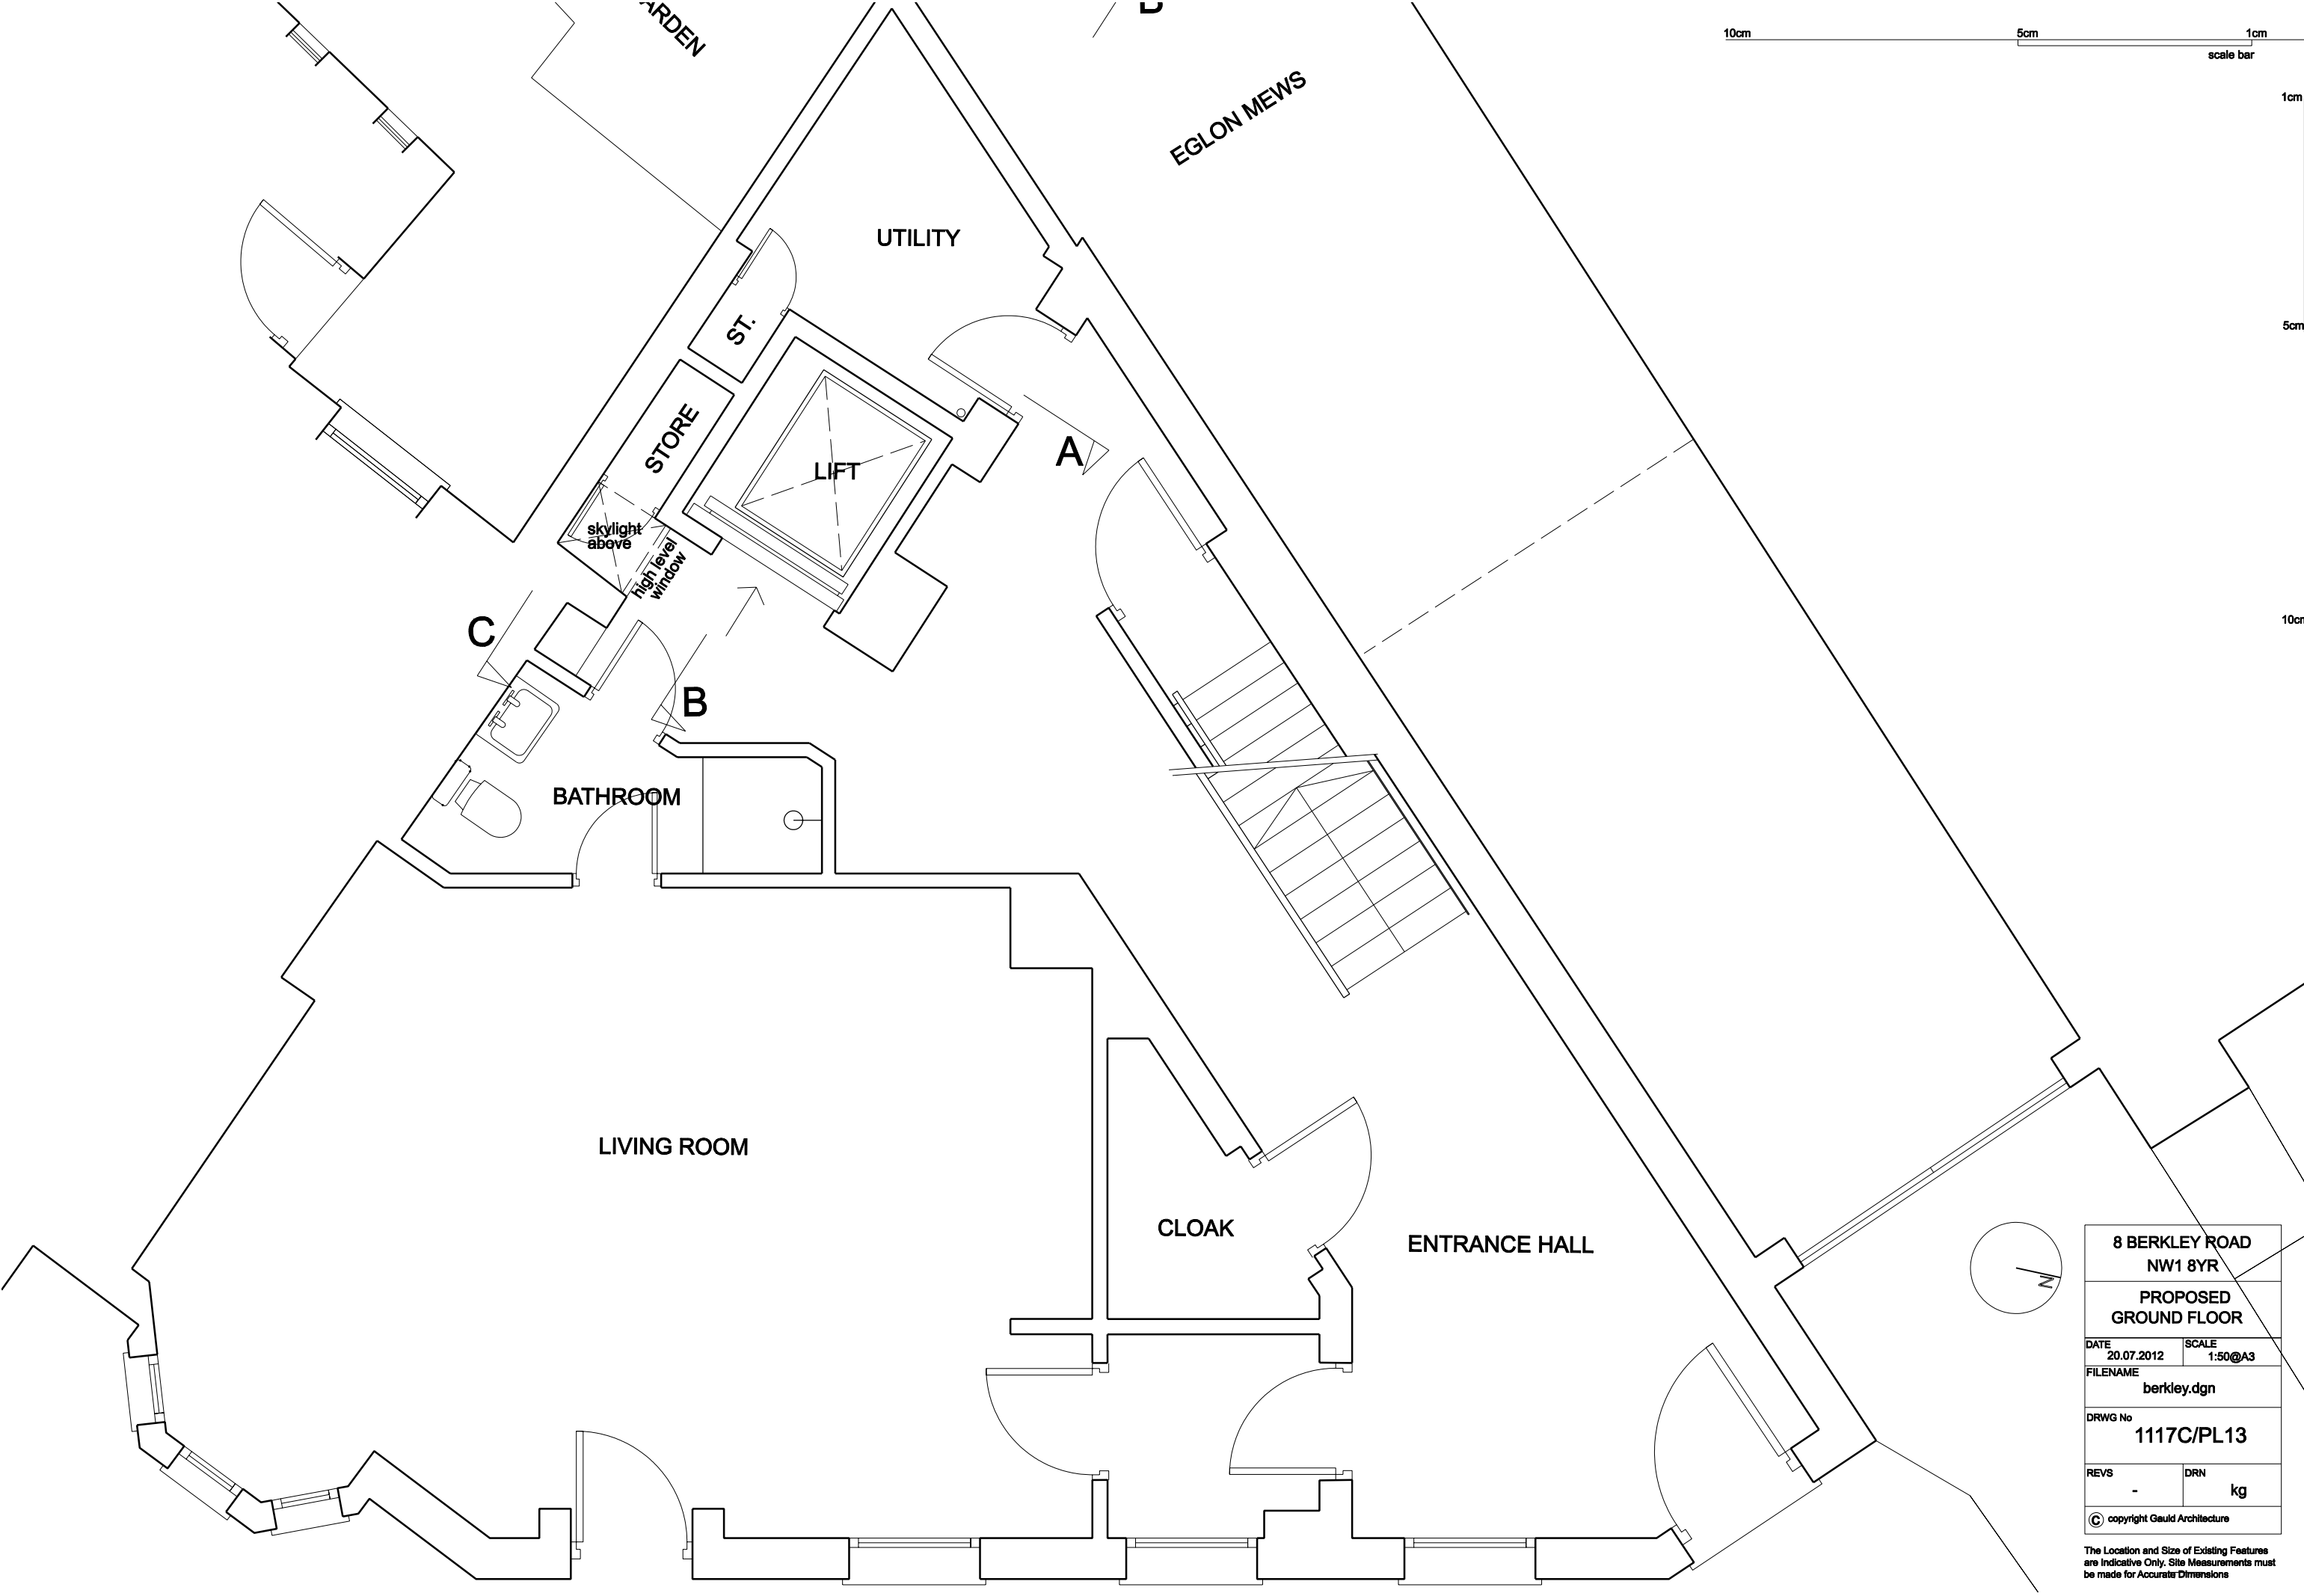 ARDEN
B
10cm
5cm
1cm
scale bar
1cm
EGLON MEWS
UTILITY
ST.
5cm
STORE
A
LIFT
skylight
above
high level
window
10cm
C
B
BATHROOM
LIVING ROOM
CLOAK
ENTRANCE HALL
N
8 BERKLEY ROAD
NW1 8YR
PROPOSED
GROUND FLOOR
DATE
20.07.2012
SCALE
1:50@A3
FILENAME
berkley.dgn
DRWG No
1117C/PL13
REVS
-
DRN
kg
© copyright Gauld Architecture
The Location and Size of Existing Features
are Indicative Only. Site Measurements must
be made for Accurate Dimensions